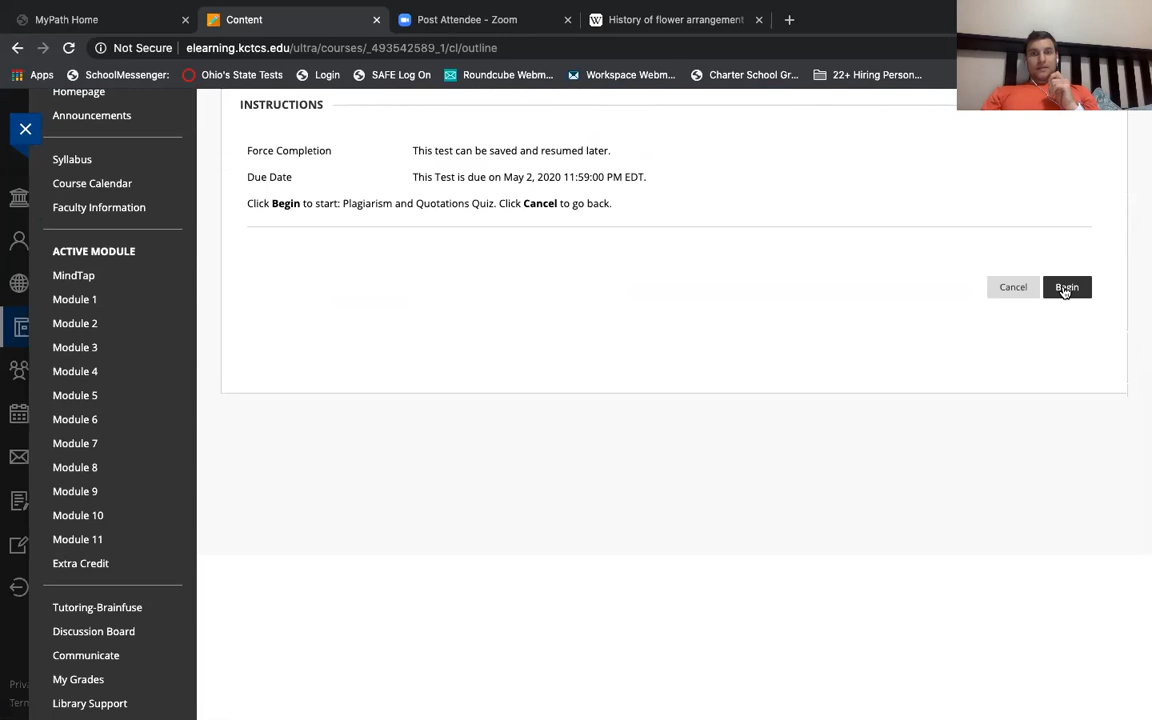 MyPath Home
Content
Post Attendee - Zoom
History of flower arrangement
Not Secure
elearning.kctcs.edu/ultra/courses/_493542589_1/cl/outline
Apps
SchoolMessenger:
Ohio's State Tests
Login
SAFE Log On
Roundcube Webm...
Workspace Webm...
Charter School Gr...
22+ Hiring Person...
Homepage
Announcements
Syllabus
Course Calendar
Faculty Information
ACTIVE MODULE
MindTap
Module 1
Module 2
Module 3
Module 4
Module 5
Module 6
Module 7
Module 8
Module 9
Module 10
Module 11
Extra Credit
Tutoring-Brainfuse
Discussion Board
Communicate
My Grades
Library Support
INSTRUCTIONS
Force Completion This test can be saved and resumed later.
Due Date This Test is due on May 2, 2020 11:59:00 PM EDT.
Click Begin to start: Plagiarism and Quotations Quiz. Click Cancel to go back.
Cancel
Begin